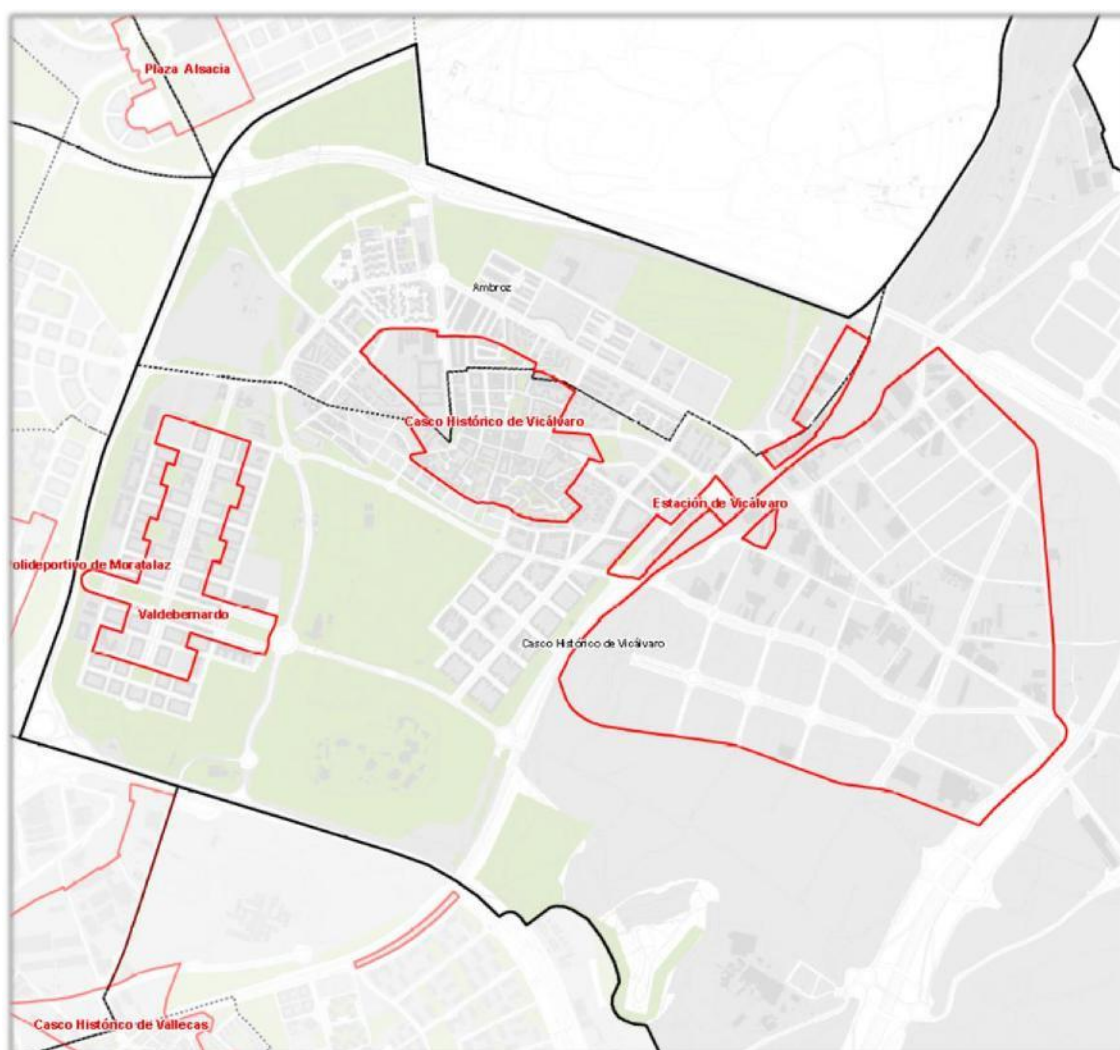 Plaza Alsacia
Ambroz
Casco Histórico de Vicálvaro
Estación de Vicálvaro
olideportivo de Moratalaz
Valdebernardo
Casco Histórico de Vicálvaro
Casco Histórico de Vallecas